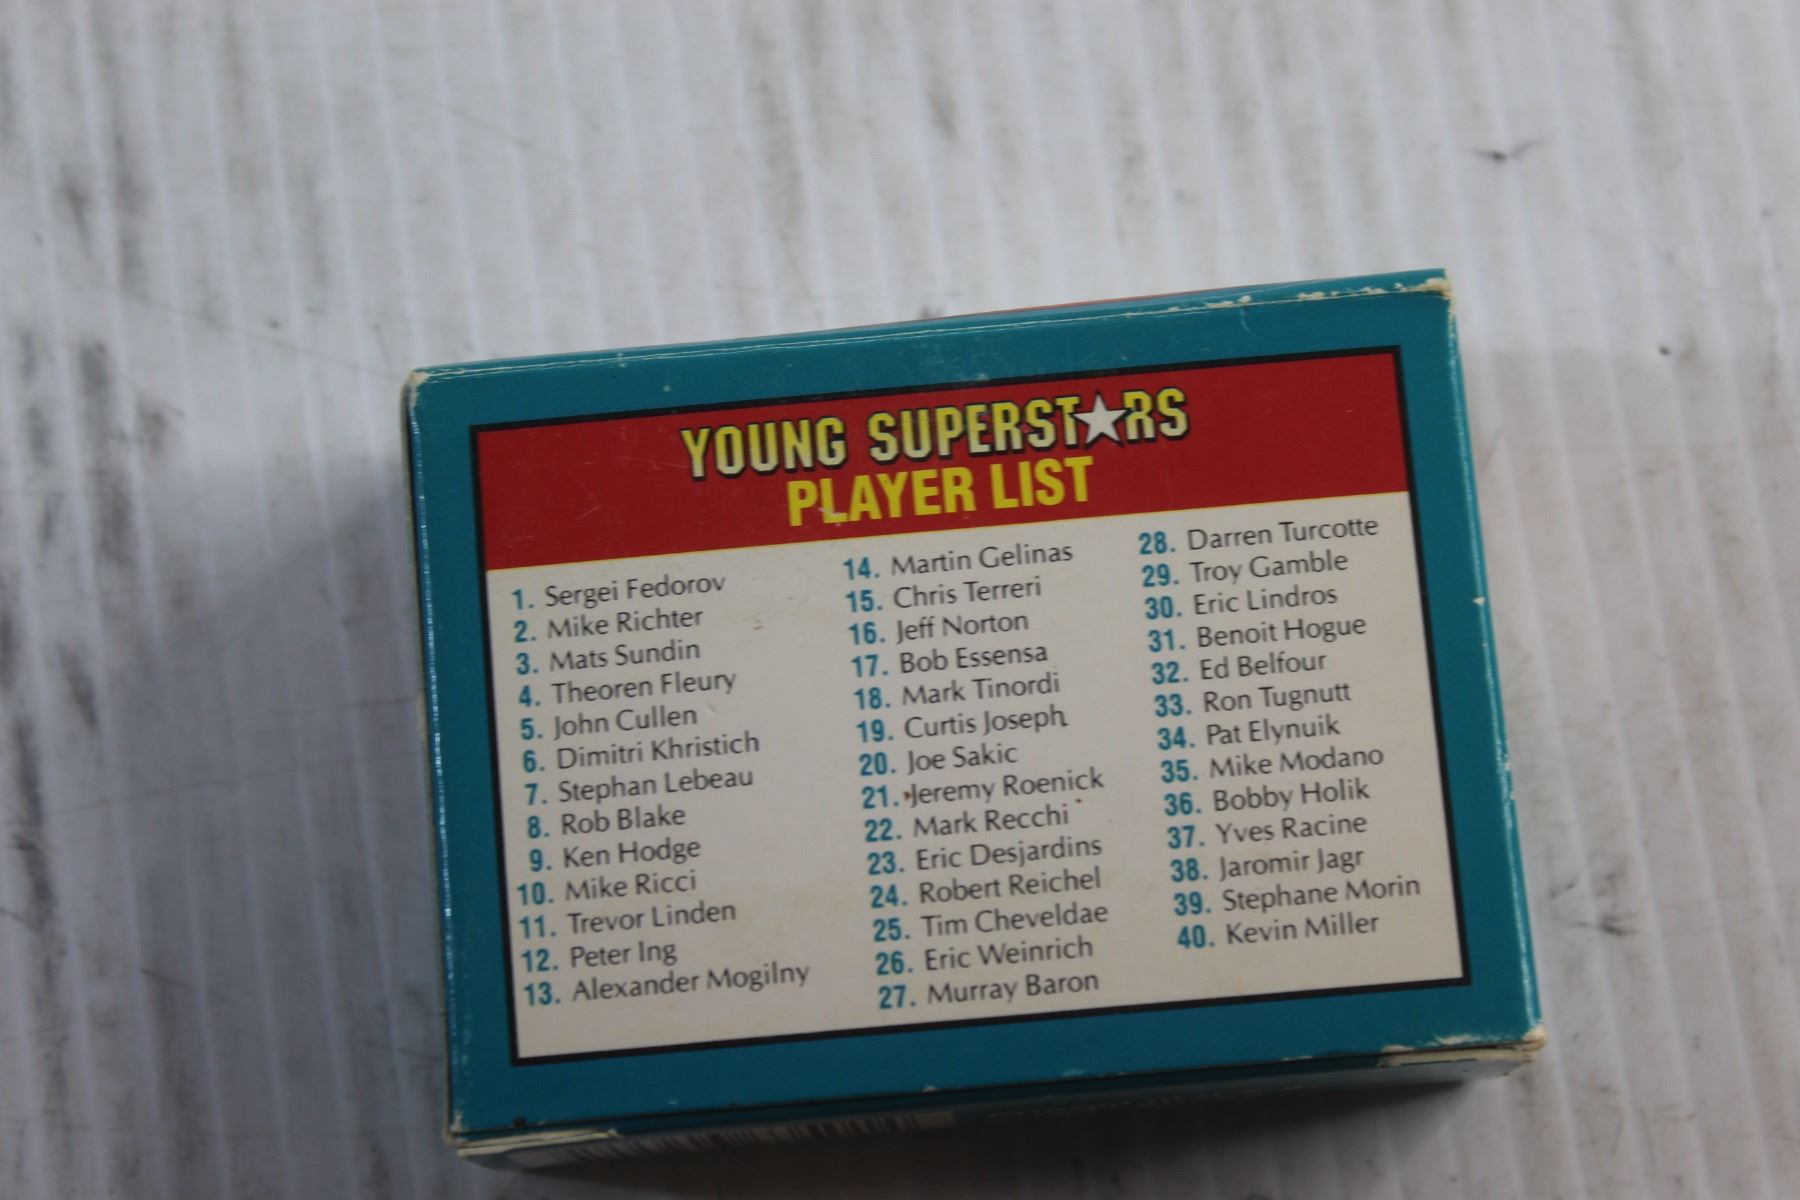 YOUNG SUPERSTARS
PLAYER LIST
1. Sergei Fedorov
2. Mike Richter
3. Mats Sundin
4. Theoren Fleury
5. John Cullen
6. Dimitri Khristich
7. Stephan Lebeau
8. Rob Blake
9. Ken Hodge
10. Mike Ricci
11. Trevor Linden
12. Peter Ing
13. Alexander Mogilny
14. Martin Gelinas
15. Chris Terreri
16. Jeff Norton
17. Bob Essensa
18. Mark Tinordi
19. Curtis Joseph
20. Joe Sakic
21. Jeremy Roenick
22. Mark Recchi
23. Eric Desjardins
24. Robert Reichel
25. Tim Cheveldae
26. Eric Weinrich
27. Murray Baron
28. Darren Turcotte
29. Troy Gamble
30. Eric Lindros
31. Benoit Hogue
32. Ed Belfour
33. Ron Tugnutt
34. Pat Elynuik
35. Mike Modano
36. Bobby Holik
37. Yves Racine
38. Jaromir Jagr
39. Stephane Morin
40. Kevin Miller